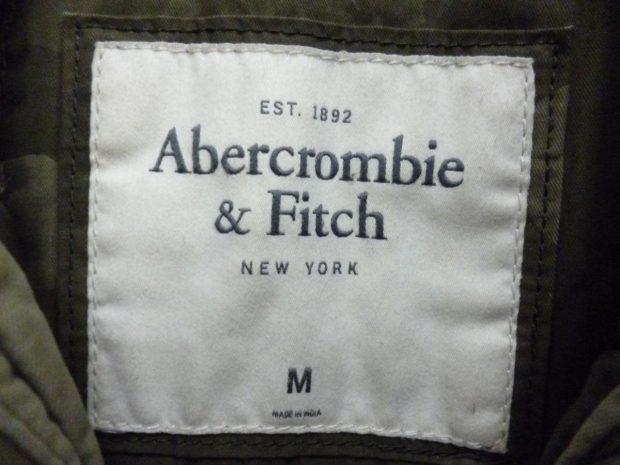 EST. 1892
Abercrombie
& Fitch
NEW YORK
M
MADE IN INDIA